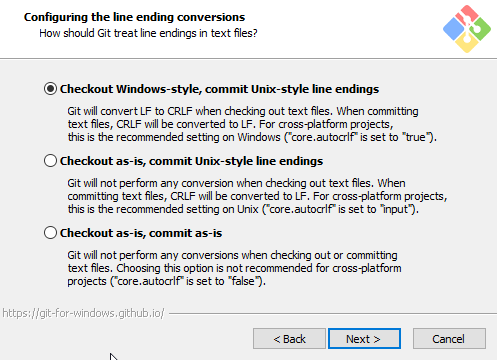 Configuring the line ending conversions
How should Git treat line endings in text files?
Checkout Windows-style, commit Unix-style line endings
Git will convert LF to CRLF when checking out text files. When committing
text files, CRLF will be converted to LF. For cross-platform projects,
this is the recommended setting on Windows ("core.autocrlf" is set to "true").
Checkout as-is, commit Unix-style line endings
Git will not perform any conversion when checking out text files. When
committing text files, CRLF will be converted to LF. For cross-platform projects,
this is the recommended setting on Unix ("core.autocrlf" is set to "input").
Checkout as-is, commit as-is
Git will not perform any conversions when checking out or committing
text files. Choosing this option is not recommended for cross-platform
projects ("core.autocrlf" is set to "false").
https://git-for-windows.github.io/
< Back
Next >
Cancel